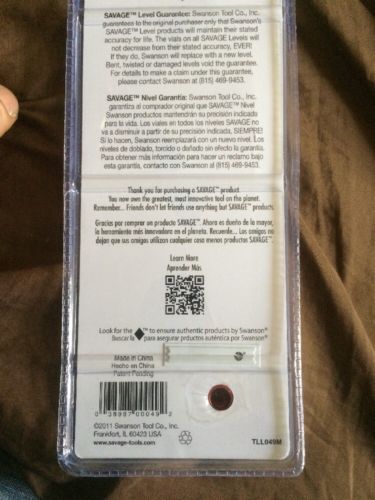 SAVAGE™ Level Guarantee: Swanson Tool Co., Inc.
guarantees to the original purchaser only that Swanson's
SAVAGE™ Level products will maintain their stated
accuracy for life. The vials on all SAVAGE Levels will
not decrease from their stated accuracy, EVER!
If they do, Swanson will replace with a new level.
Bent, twisted or damaged levels void the guarantee.
For details to make a claim under this guarantee,
please contact Swanson at (815) 469-9453.
SAVAGE™ Nivel Garantía: Swanson Tool Co., Inc.
garantiza al comprador original que SAVAGE™ Nivel
Swanson productos mantendrán su precisión indicada
para la vida. Los viales en todos los niveles SAVAGE no
va a disminuir a partir de su precisión indicada, SIEMPRE!
Si lo hacen, Swanson reemplazará con un nuevo nivel. Los
niveles de doblado, torcido o dañado sin efecto la garantía.
Para obtener más información para hacer un reclamo bajo
esta garantía, contacto con Swanson at (815) 469-9453.
Thank you for purchasing a SAVAGE™ product.
You now own the greatest, most innovative tool on the planet.
Remember... Friends don't let friends use anything but SAVAGE™ products.
Gracias por comprar un producto SAVAGE™. Ahora es dueño de la mayor,
la herramienta más innovadora en el planeta. Recuerde... Los amigos no
dejan que sus amigos utilizan cualquier cosa menos productos SAVAGE™.
Learn More
Aprender Más
Look for the ™ to ensure authentic products by Swanson®
Buscar la para asegurar prductos auténtica por Swanson®.
Made in China
Hecho en China
Patent Pending
0 38987 00049 2
©2011 Swanson Tool Co., Inc.
Frankfort, IL 60423 USA
www.savage-tools.com
TLL049M